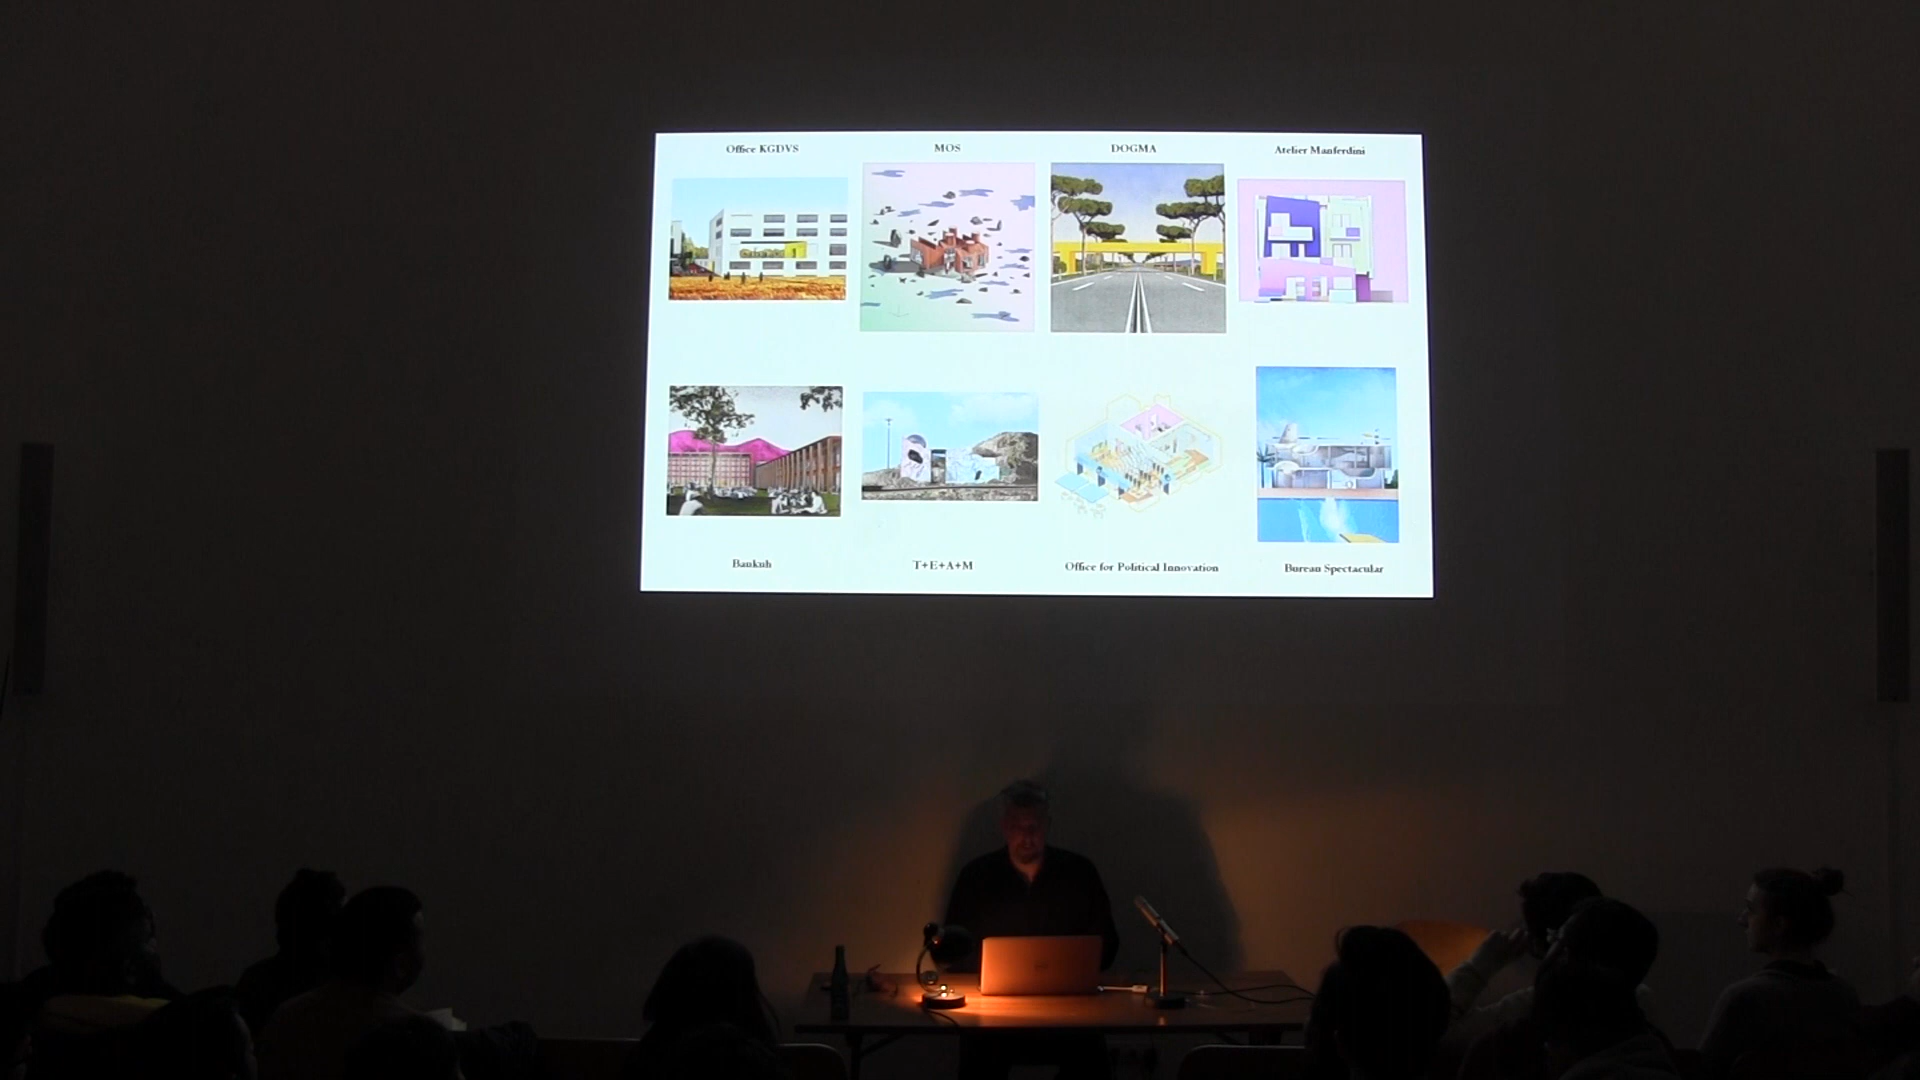 Office KGDVS
MOS
DOGMA
Atelier Manferdini
Baukuh
T+E+A+M
Office for Political Innovation
Bureau Spectacular